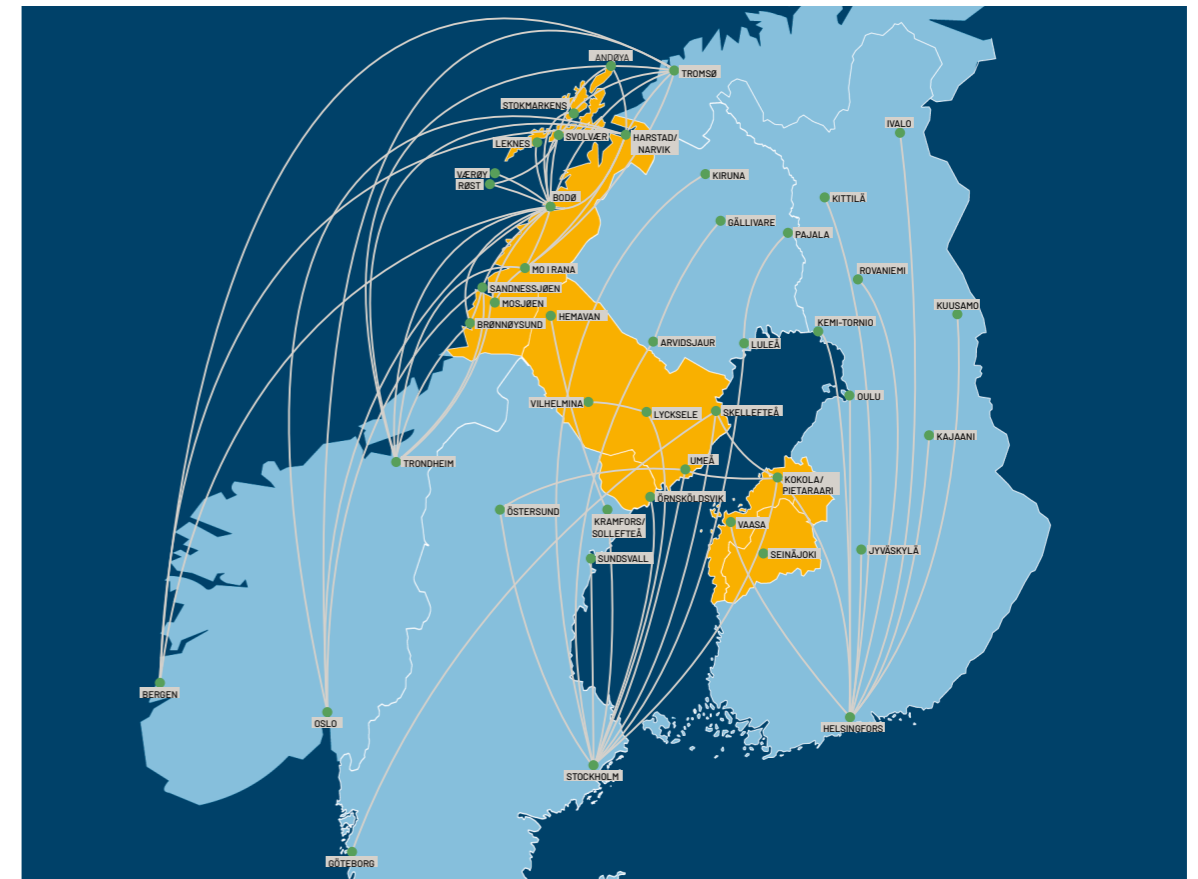 ANDØYA
TROMSØ
STOKMARKENS
SVOLVÆR
HARSTAD/
NARVIK
LEKNES
IVALO
VÆRØY
RØST
KIRUNA
BODØ
KITTILÄ
GÄLLIVARE
PAJALA
MO I RANA
ROVANIEMI
SANDNESSJØEN
MOSJØEN
KUUSAMO
HEMAVAN
BRØNNØYSUND
KEMI-TORNIO
ARVIDSJAUR
LULEÅ
OULU
VILHELMINA
LYCKSELE
SKELLEFTEÅ
KAJAANI
TRONDHEIM
UMEÅ
KOKOLA/
PIETARAARI
ÖRNSKÖLDSVIK
ÖSTERSUND
KRAMFORS/
SOLLEFTEÅ
VAASA
SUNDSVALL
SEINÄJOKI
JYVÄSKYLÄ
BERGEN
OSLO
HELSINGFORS
STOCKHOLM
GÖTEBORG